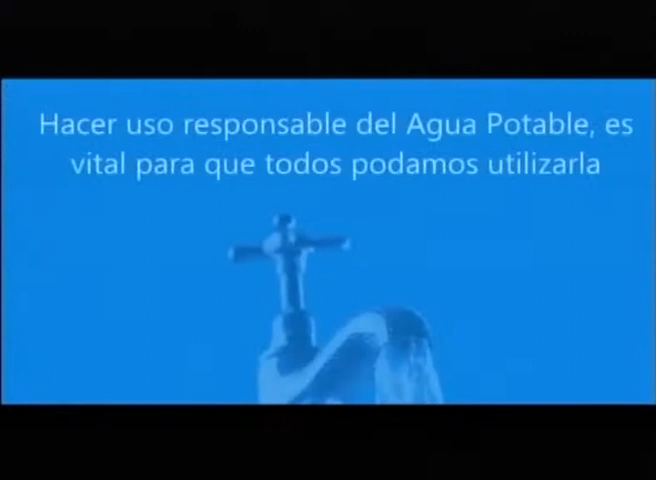 Hacer uso responsable del Agua Potable, es
vital para que todos podamos utilizarla